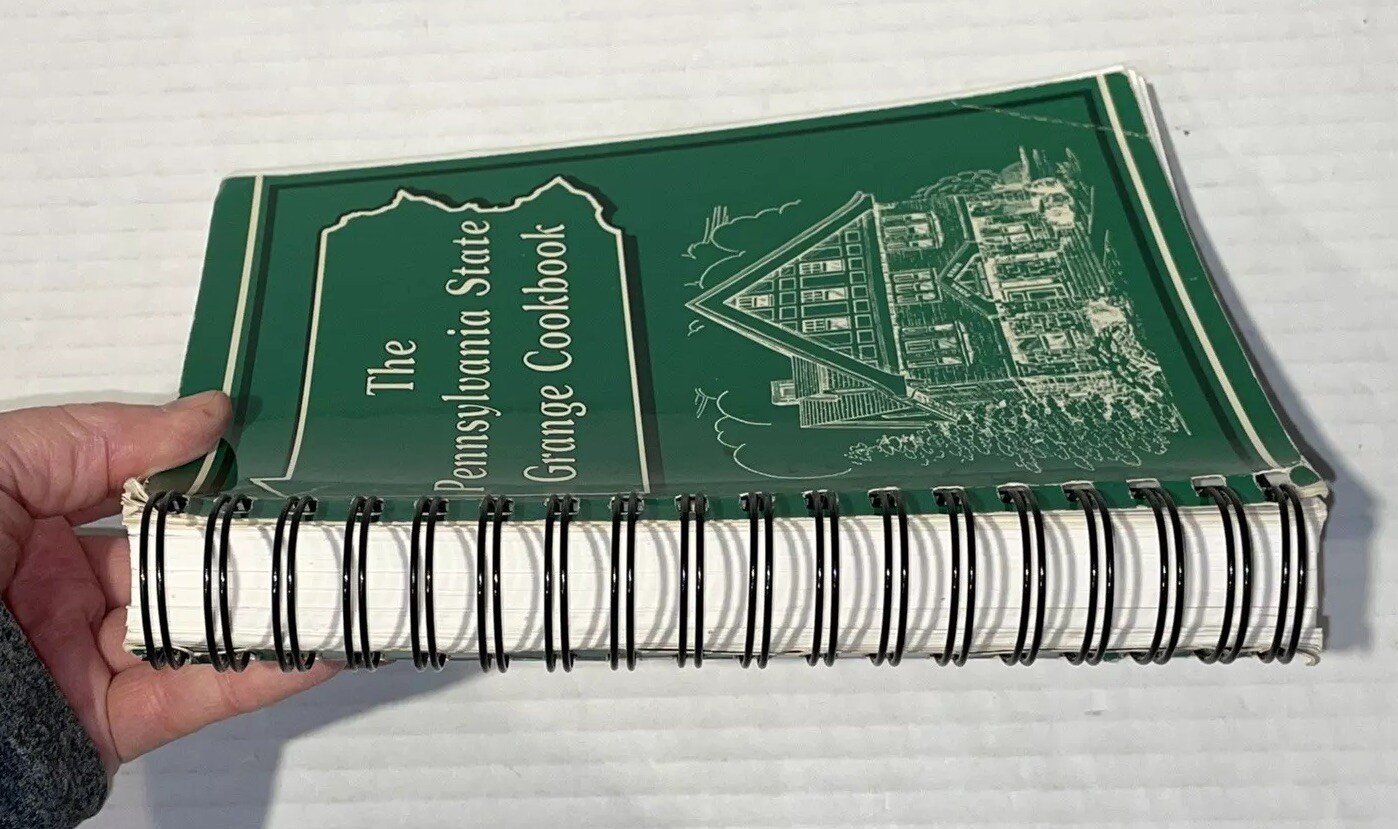 The
Pennsylvania State
Grange Cookbook